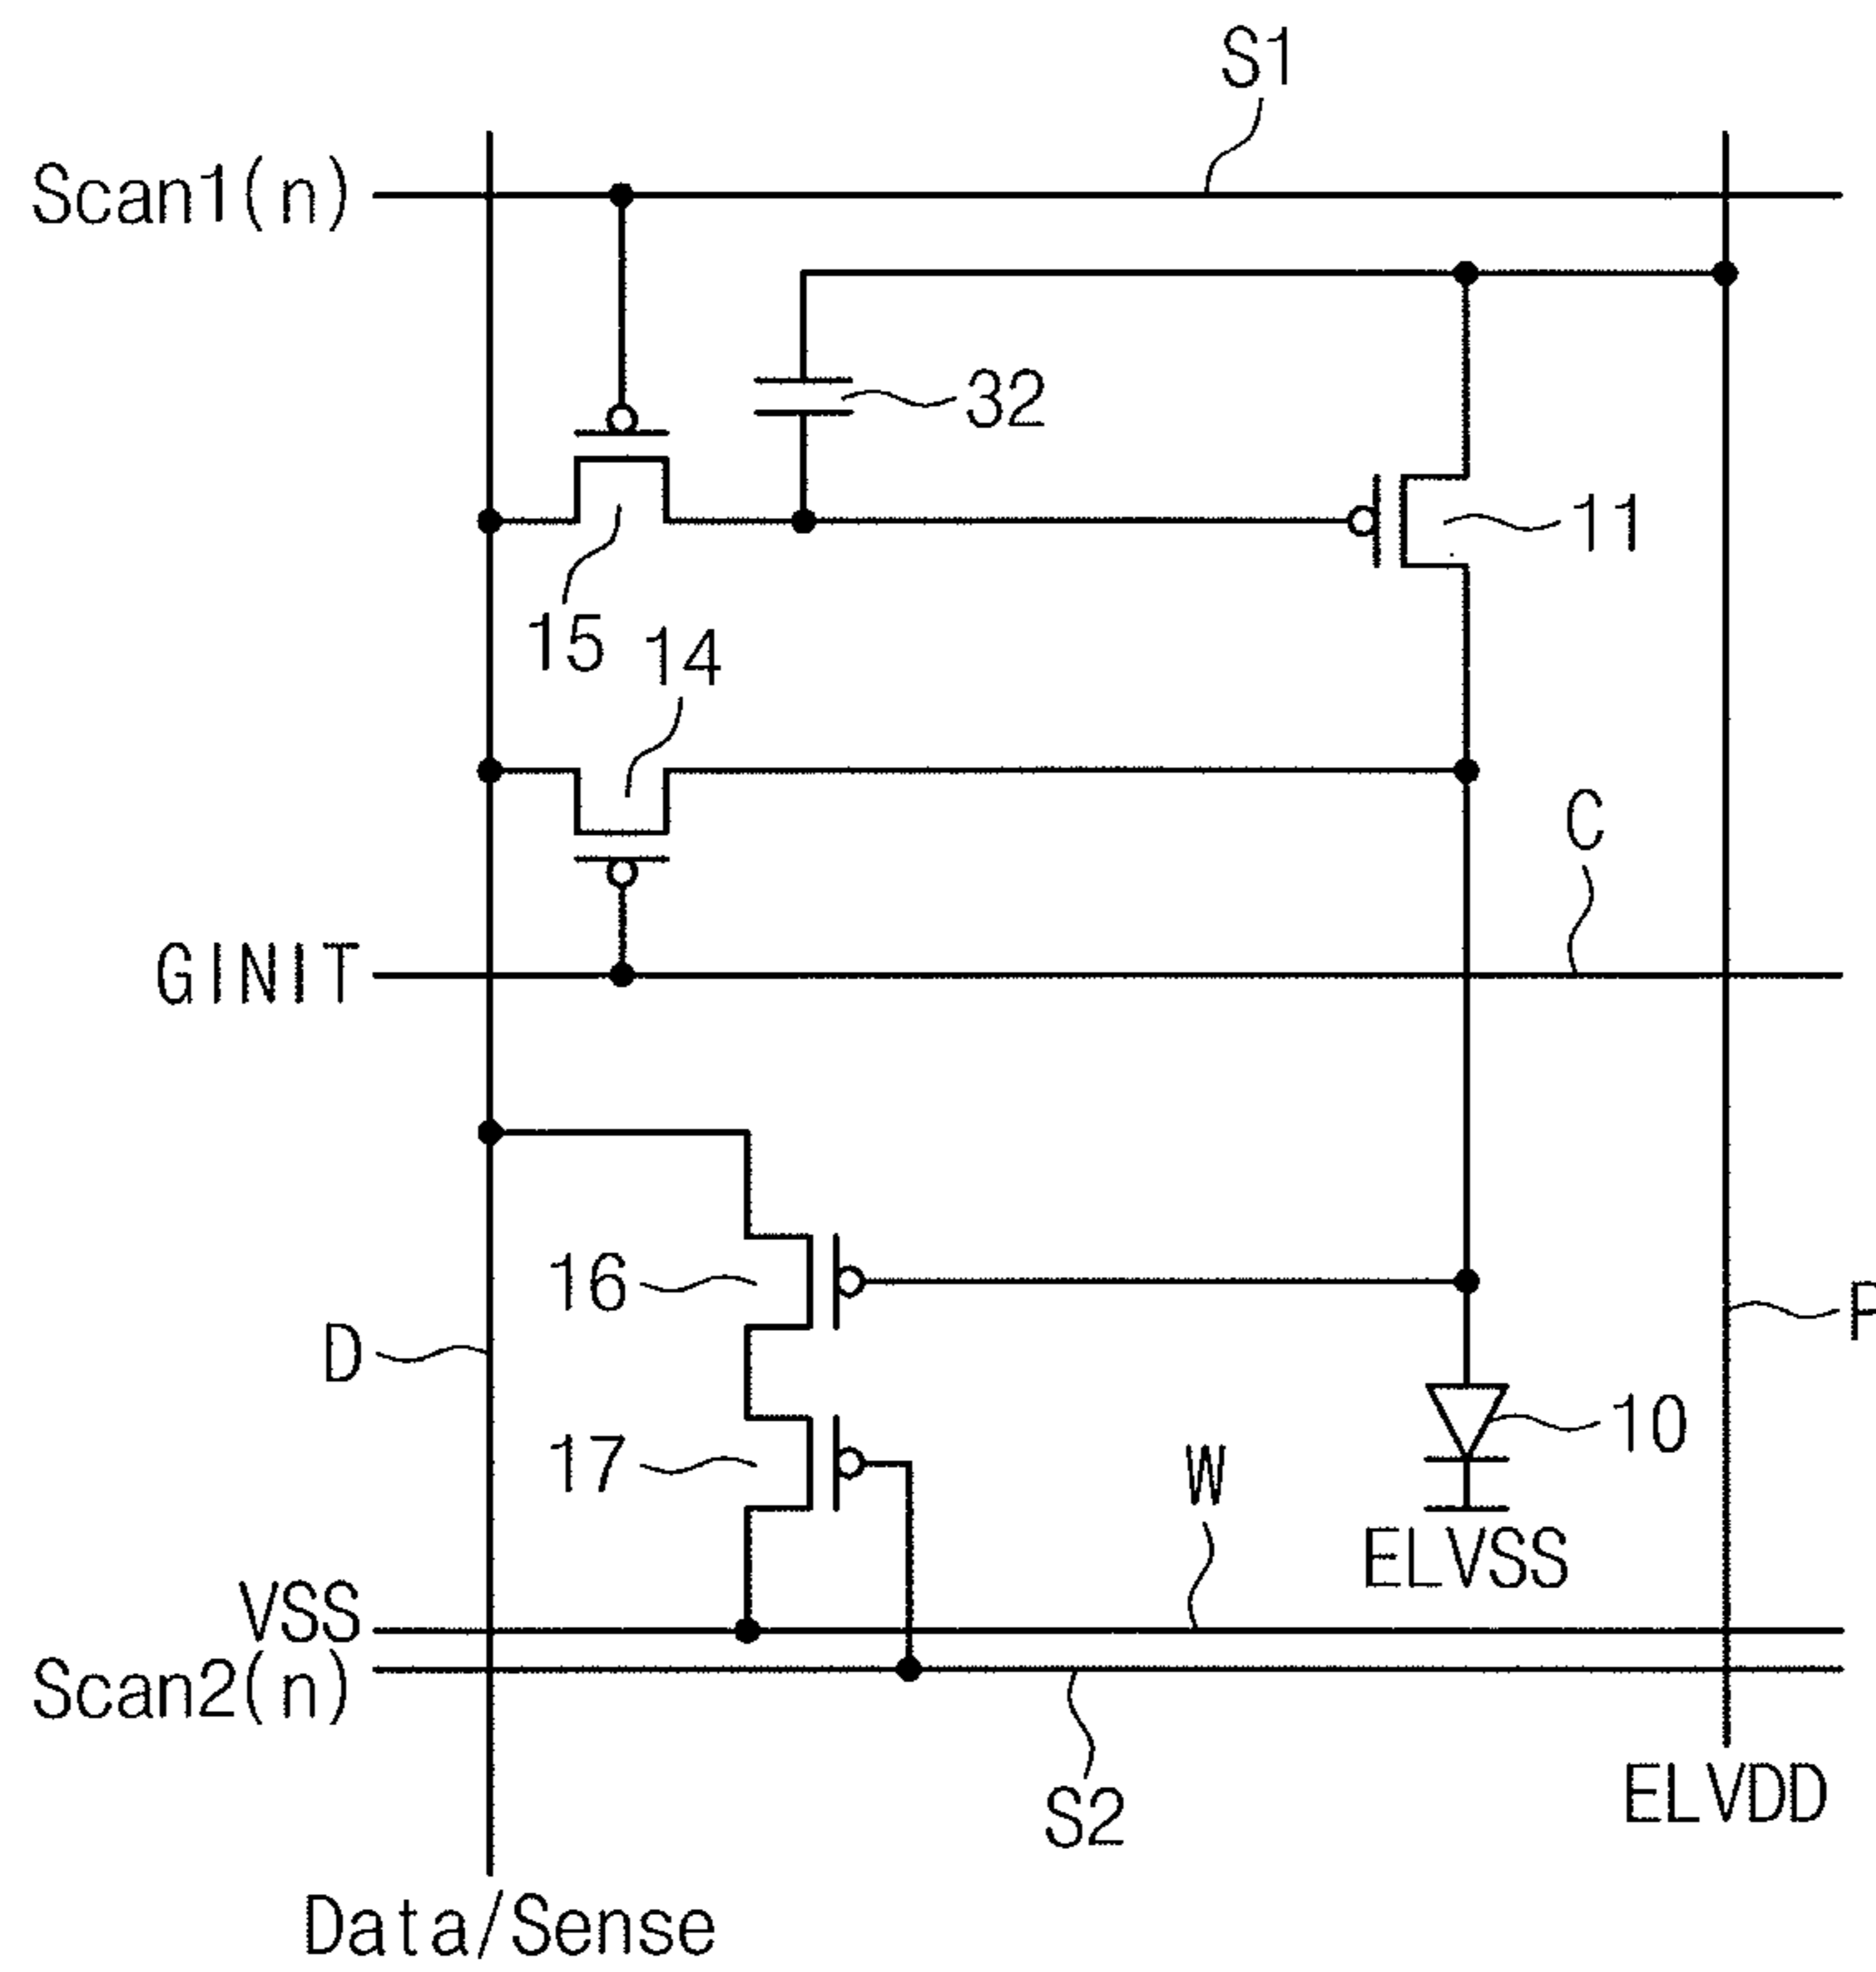 S1
Scan1(n)
32
11
15
14
C
GINIT
16
D
P
10
17
W
ELVSS
VSS
Scan2(n)
S2
ELVDD
Data/Sense